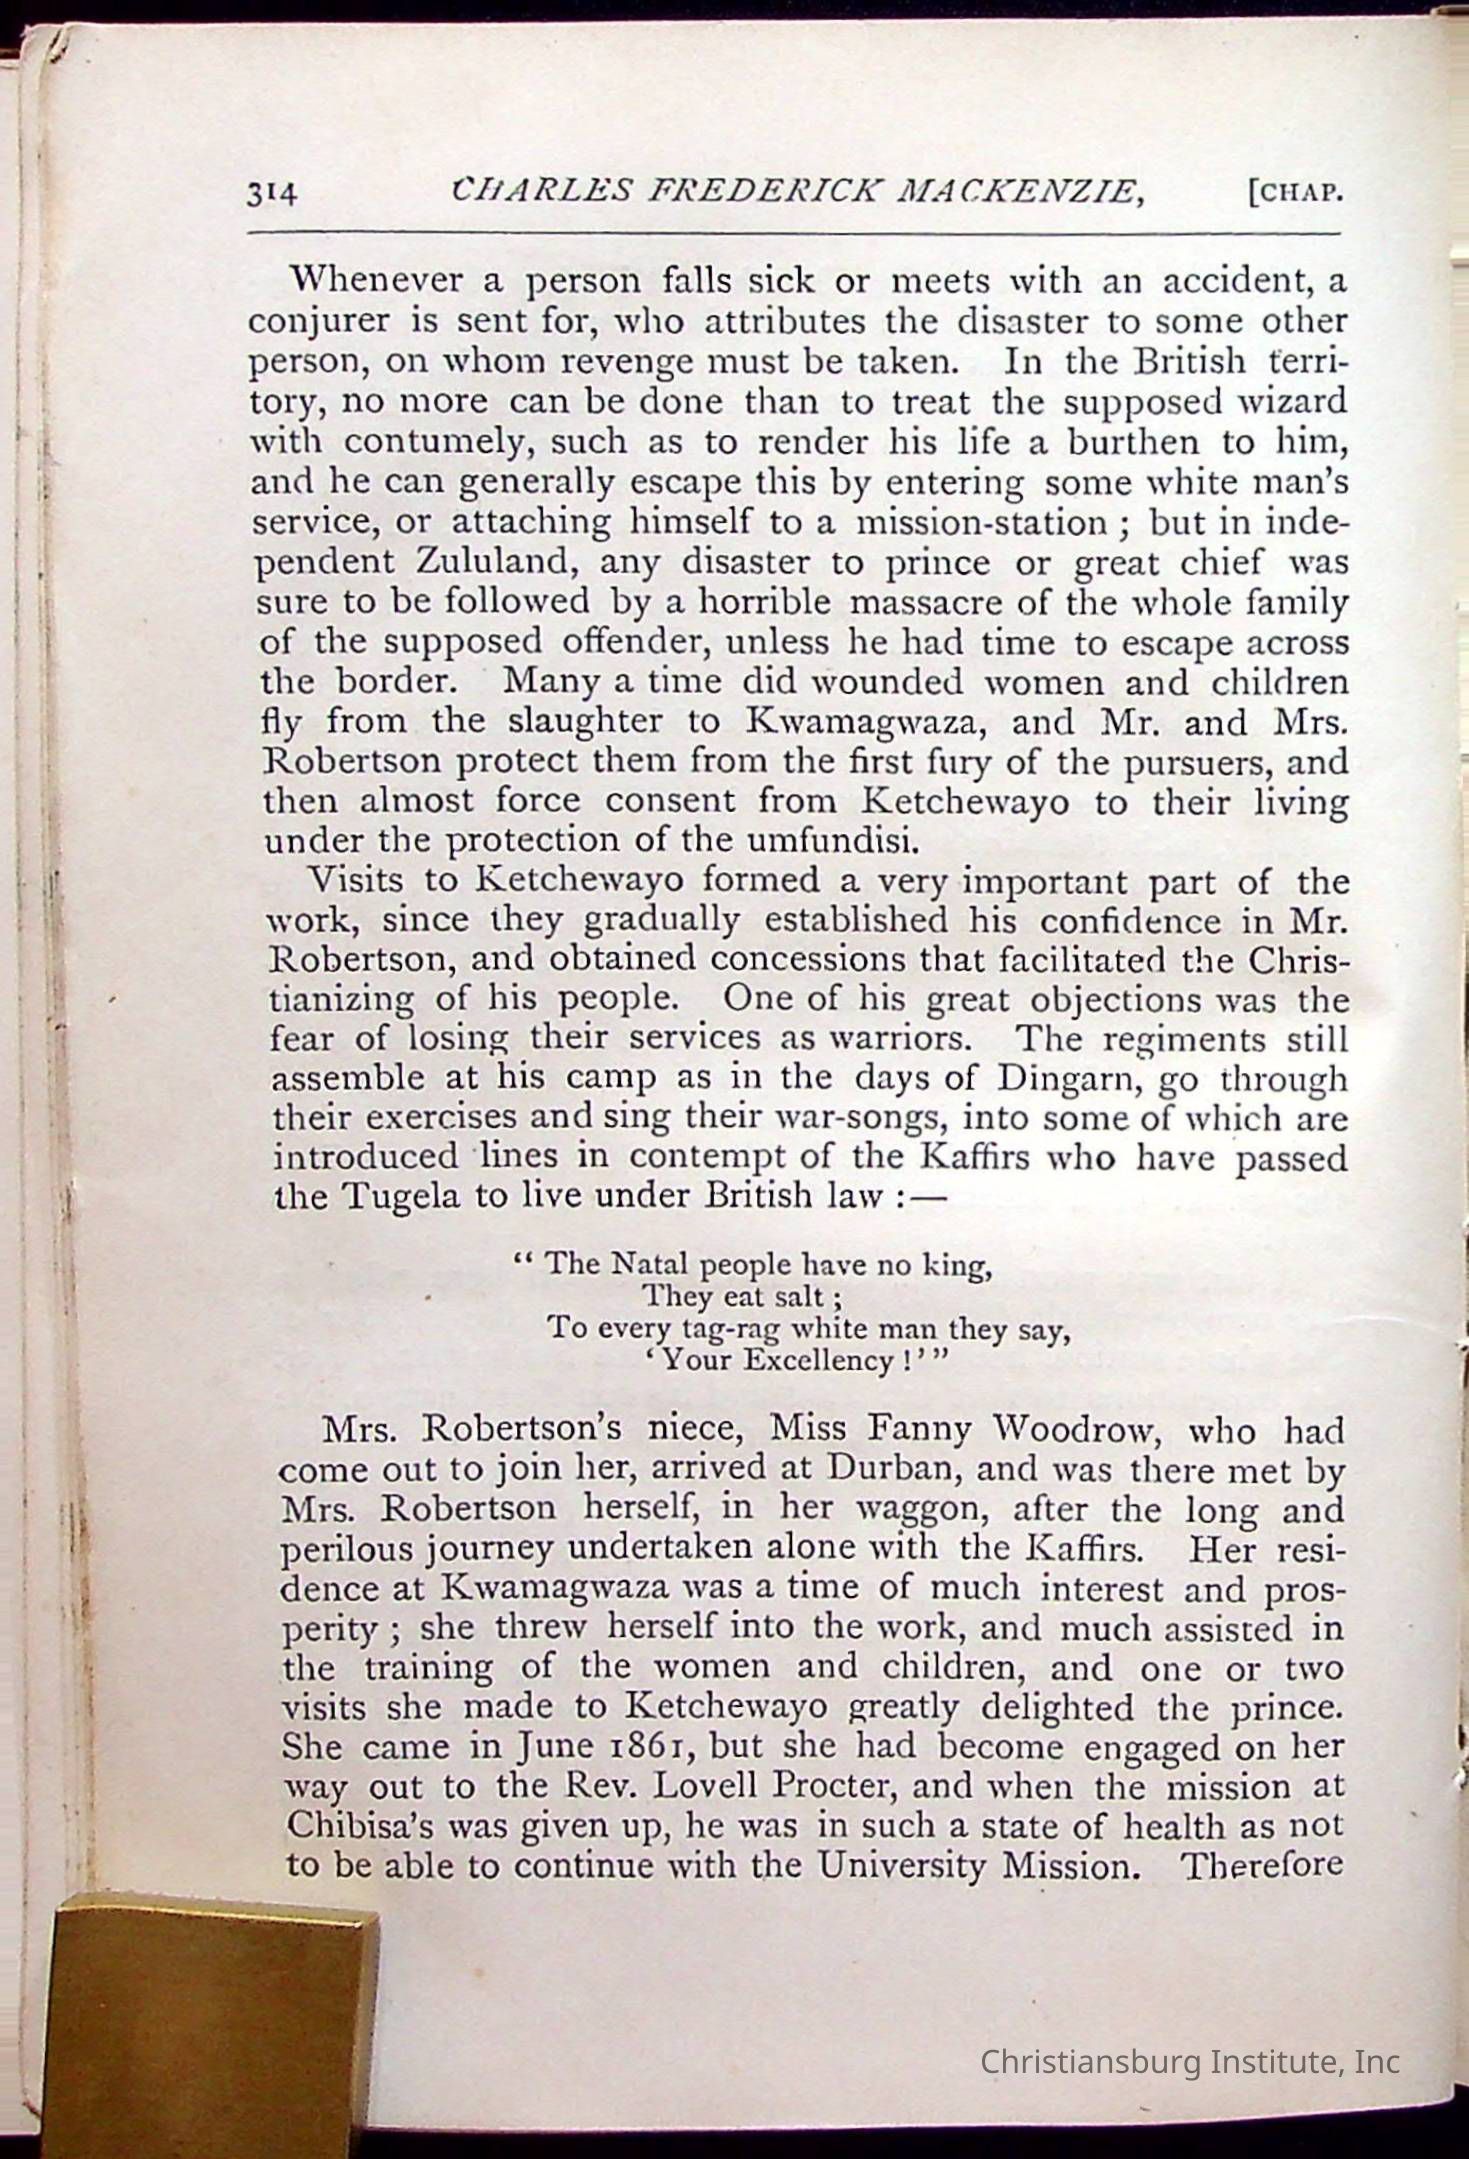 314 CHARLES FREDERICK MACKENZIE, [CHAP.
Whenever a person falls sick or meets with an accident, a
conjurer is sent for, who attributes the disaster to some other
person, on whom revenge must be taken. In the British terri-
tory, no more can be done than to treat the supposed wizard
with contumely, such as to render his life a burthen to him,
and he can generally escape this by entering some white man's
service, or attaching himself to a mission-station ; but in inde-
pendent Zululand, any disaster to prince or great chief was
sure to be followed by a horrible massacre of the whole family
of the supposed offender, unless he had time to escape across
the border. Many a time did wounded women and children
fly from the slaughter to Kwamagwaza, and Mr. and Mrs.
Robertson protect them from the first fury of the pursuers, and
then almost force consent from Ketchewayo to their living
under the protection of the umfundisi.
Visits to Ketchewayo formed a very important part of the
work, since they gradually established his confidence in Mr.
Robertson, and obtained concessions that facilitated the Chris-
tianizing of his people. One of his great objections was the
fear of losing their services as warriors. The regiments still
assemble at his camp as in the days of Dingarn, go through
their exercises and sing their war-songs, into some of which are
introduced lines in contempt of the Kaffirs who have passed
the Tugela to live under British law :—
“ The Natal people have no king,
They eat salt ;
To every tag-rag white man they say,
‘ Your Excellency !’ ”
Mrs. Robertson's niece, Miss Fanny Woodrow, who had
come out to join her, arrived at Durban, and was there met by
Mrs. Robertson herself, in her waggon, after the long and
perilous journey undertaken alone with the Kaffirs. Her resi-
dence at Kwamagwaza was a time of much interest and pros-
perity ; she threw herself into the work, and much assisted in
the training of the women and children, and one or two
visits she made to Ketchewayo greatly delighted the prince.
She came in June 1861, but she had become engaged on her
way out to the Rev. Lovell Procter, and when the mission at
Chibisa's was given up, he was in such a state of health as not
to be able to continue with the University Mission. Therefore
Christiansburg Institute, Inc